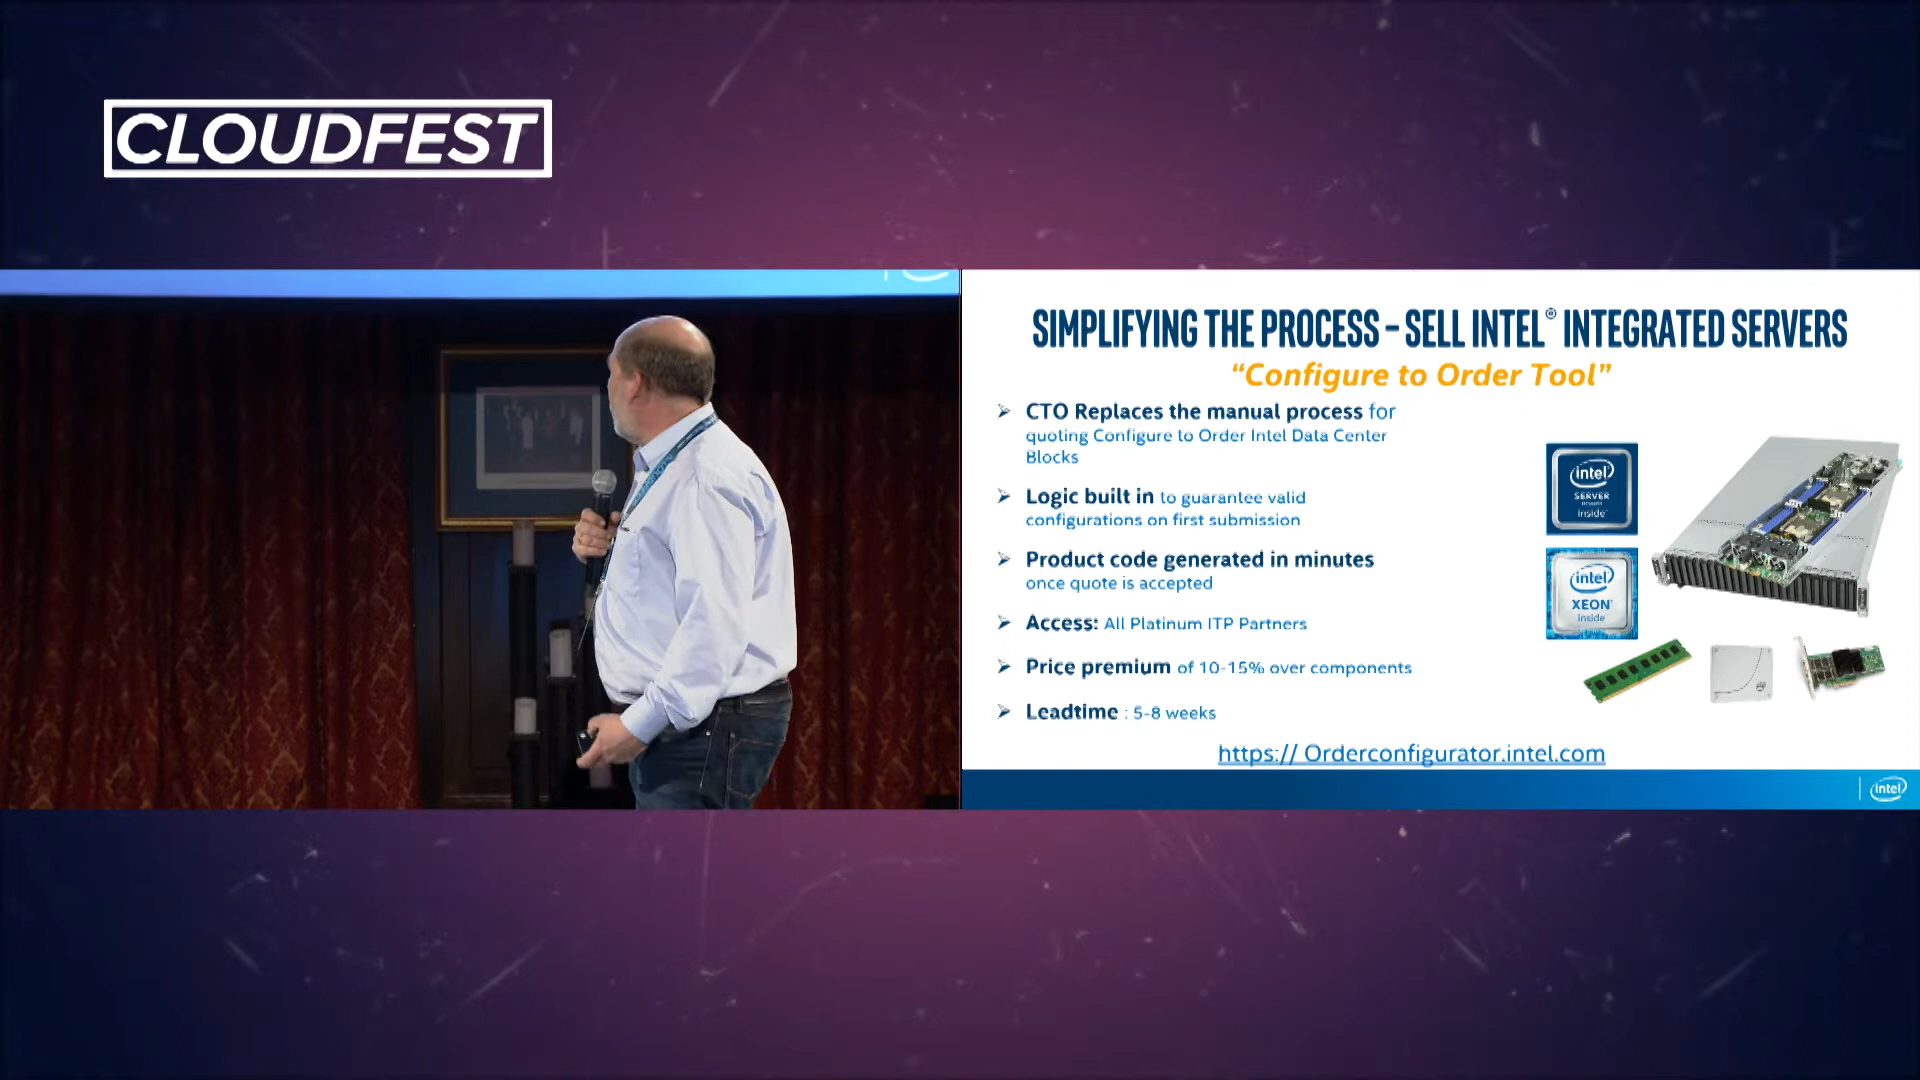 CLOUDFEST
SIMPLIFYING THE PROCESS – SELL INTEL® INTEGRATED SERVERS
“Configure to Order Tool”
➢ CTO Replaces the manual process for
quoting Configure to Order Intel Data Center
Blocks
➢ Logic built in to guarantee valid
configurations on first submission
➢ Product code generated in minutes
once quote is accepted
➢ Access: All Platinum ITP Partners
➢ Price premium of 10-15% over components
➢ Leadtime : 5-8 weeks
https:// Orderconfigurator.intel.com
intel
SERVER
inside
intel
XEON®
inside
intel